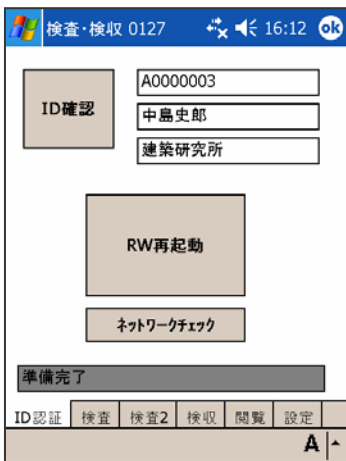 検査・検収 0127 16:12 ok
ID確認
A0000003
中島史郎
建築研究所
RW再起動
ネットワークチェック
準備完了
ID認証 検査 検査2 検収 閲覧 設定
A